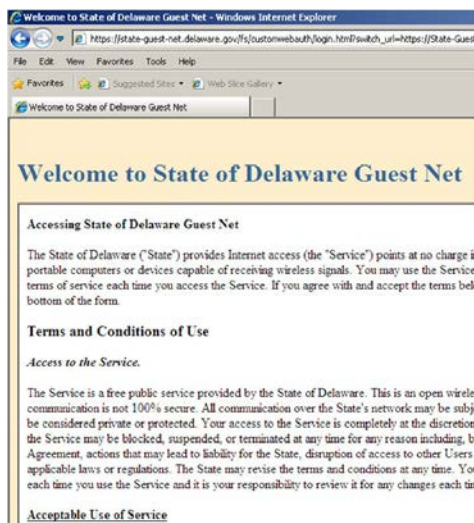 Welcome to State of Delaware Guest Net - Windows Internet Explorer
https://state-guest-net.delaware.gov/fs/customwebauth/login.html?switch_url=https://State-Guest
File Edit View Favorites Tools Help
Favorites Suggested Sites Web Slice Gallery
Welcome to State of Delaware Guest Net
Welcome to State of Delaware Guest Net
Accessing State of Delaware Guest Net
The State of Delaware ("State") provides Internet access (the "Service") points at no charge i
portable computers or devices capable of receiving wireless signals. You may use the Service
terms of service each time you access the Service. If you agree with and accept the terms bel
bottom of the form.
Terms and Conditions of Use
Access to the Service.
The Service is a free public service provided by the State of Delaware. This is an open wirele
communication is not 100% secure. All communication over the State's network may be subj
be considered private or protected. Your access to the Service is completely at the discretion
the Service may be blocked, suspended, or terminated at any time for any reason including, b
Agreement, actions that may lead to liability for the State, disruption of access to other Users
applicable laws or regulations. The State may revise the terms and conditions at any time. You
each time you use the Service and it is your responsibility to review it for any changes each tim
Acceptable Use of Service